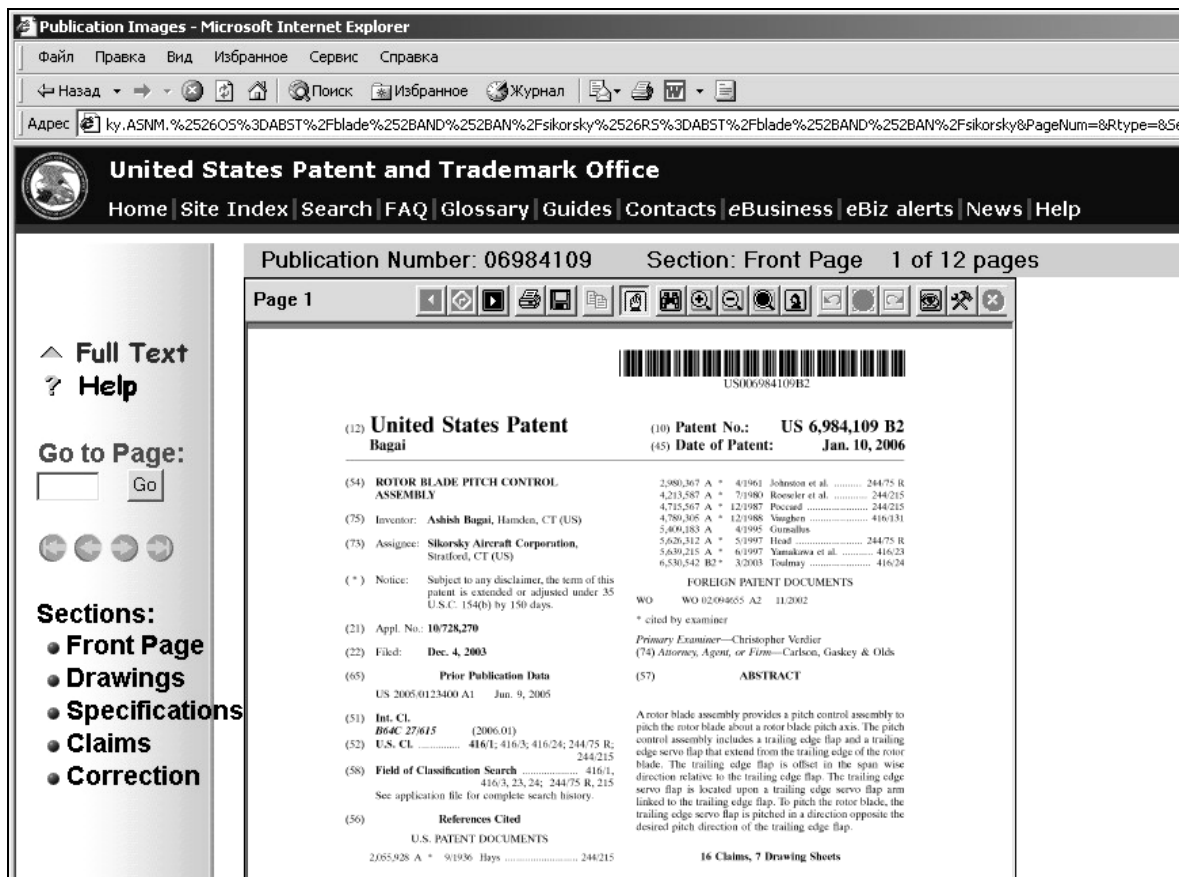 Publication Images - Microsoft Internet Explorer
Файл Правка Вид Избранное Сервис Справка
Назад Поиск Избранное Журнал
Адрес ky.ASNM.%2526OS%3DABST%2Fblade%252BAND%252BAN%2Fsikorsky%2526RS%3DABST%2Fblade%252BAND%252BAN%2Fsikorsky&PageNum=&Rtype=&Se
United States Patent and Trademark Office
Home|Site Index|Search|FAQ|Glossary|Guides|Contacts|eBusiness|eBiz alerts|News|Help
Publication Number: 06984109 Section: Front Page 1 of 12 pages
Page 1
Full Text
? Help
Go to Page:
Go
Sections:
Front Page
Drawings
Specifications
Claims
Correction
US006984109B2
(12) United States Patent
Bagai
(10) Patent No.: US 6,984,109 B2
(45) Date of Patent: Jan. 10, 2006
(54) ROTOR BLADE PITCH CONTROL
ASSEMBLY
(75) Inventor: Ashish Bagai, Hamden, CT (US)
(73) Assignee: Sikorsky Aircraft Corporation,
Stratford, CT (US)
( * ) Notice: Subject to any disclaimer, the term of this
patent is extended or adjusted under 35
U.S.C. 154(b) by 150 days.
(21) Appl. No.: 10/728,270
(22) Filed: Dec. 4, 2003
(65) Prior Publication Data
US 2005/0123400 A1 Jun. 9, 2005
(51) Int. Cl.
B64C 27/615 (2006.01)
(52) U.S. Cl. .............. 416/1; 416/3; 416/24; 244/75 R;
244/215
(58) Field of Classification Search ................... 416/1,
416/3, 23, 24; 244/75 R, 215
See application file for complete search history.
(56) References Cited
U.S. PATENT DOCUMENTS
2,055,928 A * 9/1936 Hays .......................... 244/215
2,980,367 A * 4/1961 Johnston et al. .......... 244/75 R
4,213,587 A * 7/1980 Roeseler et al. ............ 244/215
4,715,567 A * 12/1987 Poccard ...................... 244/215
4,789,305 A * 12/1988 Vaughen ..................... 416/131
5,409,183 A 4/1995 Gunsallus
5,626,312 A * 5/1997 Head ......................... 244/75 R
5,639,215 A * 6/1997 Yamakawa et al. ........... 416/23
6,530,542 B2 * 3/2003 Toulmay ...................... 416/24
FOREIGN PATENT DOCUMENTS
WO WO 02/094655 A2 11/2002
* cited by examiner
Primary Examiner—Christopher Verdier
(74) Attorney, Agent, or Firm—Carlson, Gaskey & Olds
(57) ABSTRACT
A rotor blade assembly provides a pitch control assembly to
pitch the rotor blade about a rotor blade pitch axis. The pitch
control assembly includes a trailing edge flap and a trailing
edge servo flap that extend from the trailing edge of the rotor
blade. The trailing edge flap is offset in the span wise
direction relative to the trailing edge flap. The trailing edge
servo flap is located upon a trailing edge servo flap arm
linked to the trailing edge flap. To pitch the rotor blade, the
trailing edge servo flap is pitched in a direction opposite the
desired pitch direction of the trailing edge flap.
16 Claims, 7 Drawing Sheets